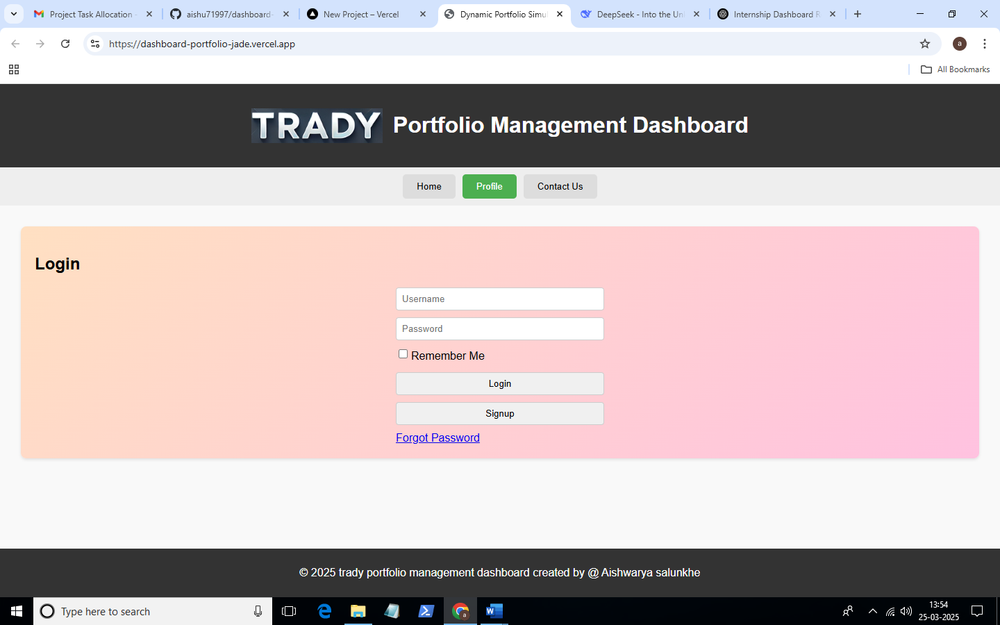 Project Task Allocation -
aishu71997/dashboard-
New Project – Vercel
Dynamic Portfolio Simu
DeepSeek - Into the Un
Internship Dashboard R
https://dashboard-portfolio-jade.vercel.app
a
All Bookmarks
TRADY Portfolio Management Dashboard
Home
Profile
Contact Us
Login
Username
Password
Remember Me
Login
Signup
Forgot Password
© 2025 trady portfolio management dashboard created by @ Aishwarya salunkhe
Type here to search
a
13:54
25-03-2025